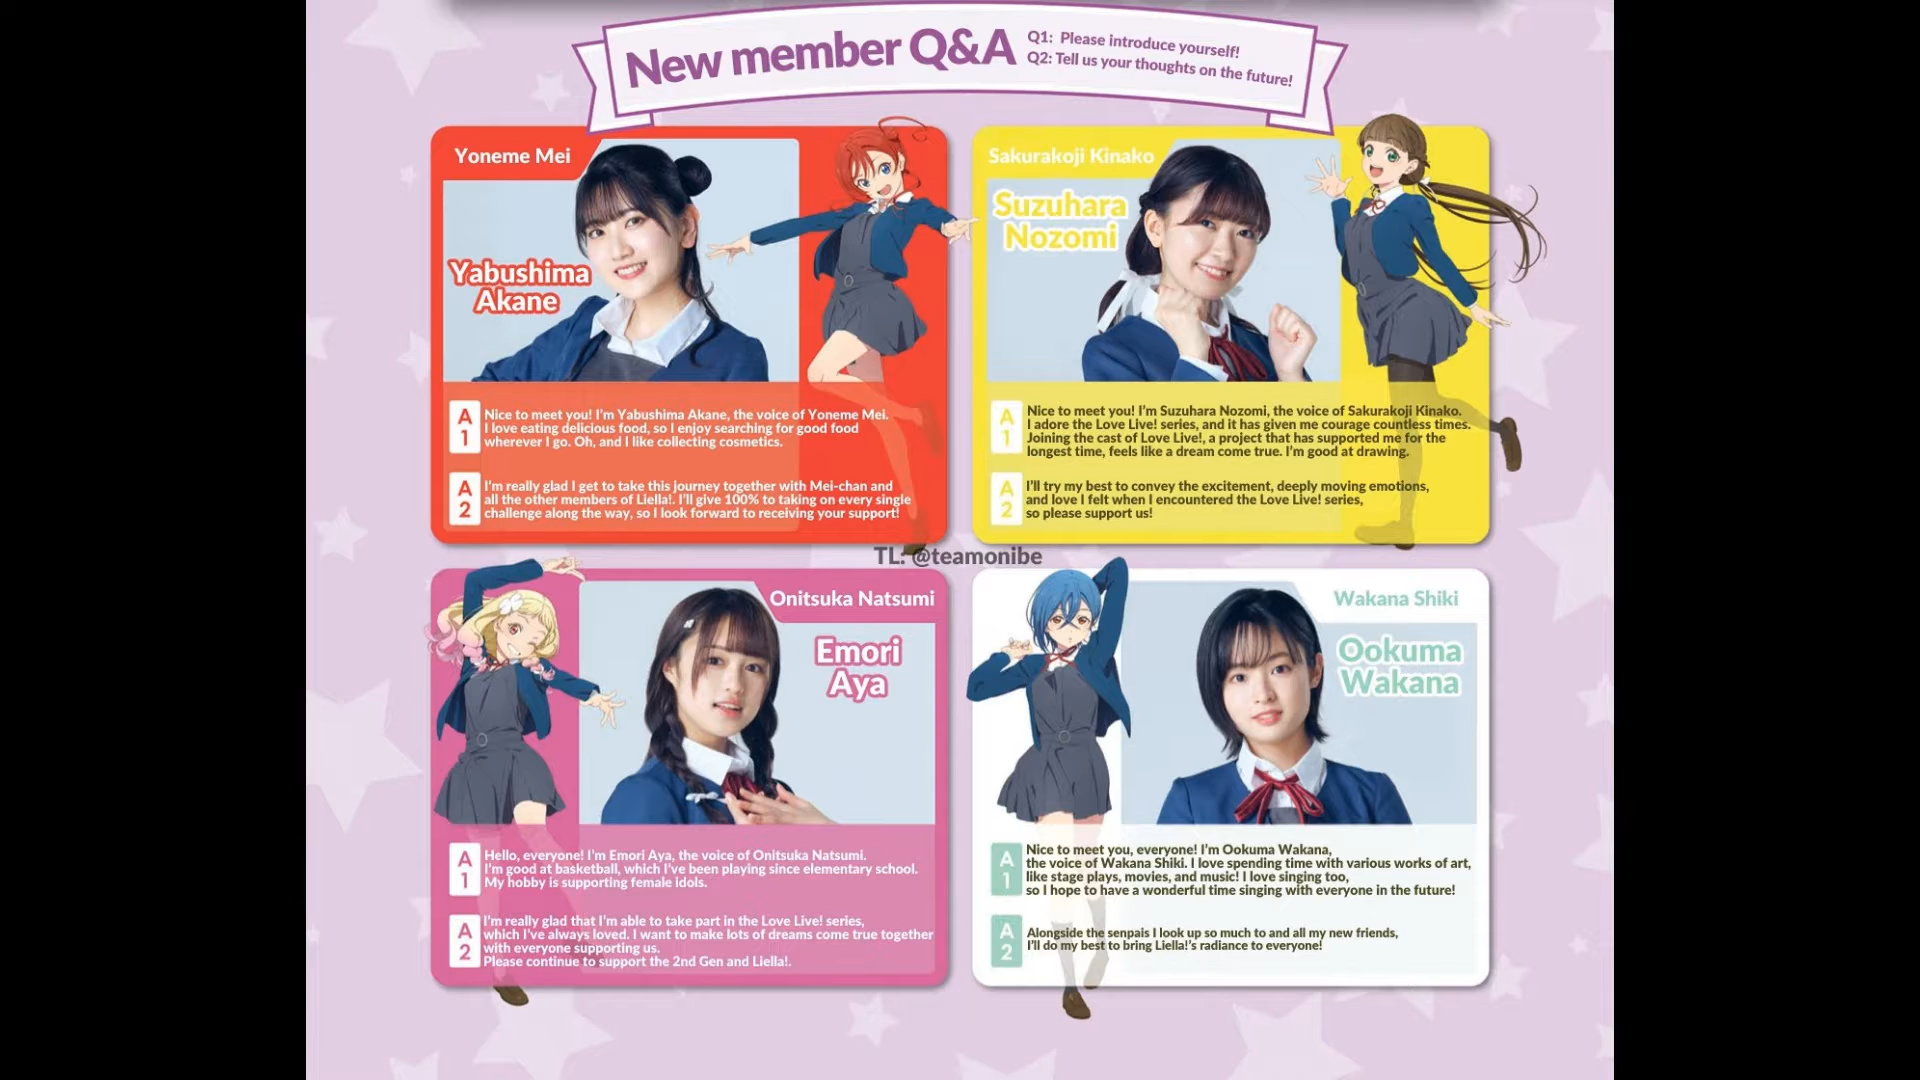 New member Q&A
Q1: Please introduce yourself!
Q2: Tell us your thoughts on the future!
Yoneme Mei
Yabushima
Akane
A
1
Nice to meet you! I'm Yabushima Akane, the voice of Yoneme Mei.
I love eating delicious food, so I enjoy searching for good food
wherever I go. Oh, and I like collecting cosmetics.
A
2
I'm really glad I get to take this journey together with Mei-chan and
all the other members of Liella!. I'll give 100% to taking on every single
challenge along the way, so I look forward to receiving your support!
Sakurakoji Kinako
Suzuhara
Nozomi
A
1
Nice to meet you! I'm Suzuhara Nozomi, the voice of Sakurakoji Kinako.
I adore the Love Live! series, and it has given me courage countless times.
Joining the cast of Love Live!, a project that has supported me for the
longest time, feels like a dream come true. I'm good at drawing.
A
2
I'll try my best to convey the excitement, deeply moving emotions,
and love I felt when I encountered the Love Live! series,
so please support us!
TL: @teamonibe
Onitsuka Natsumi
Emori
Aya
A
1
Hello, everyone! I'm Emori Aya, the voice of Onitsuka Natsumi.
I'm good at basketball, which I've been playing since elementary school.
My hobby is supporting female idols.
A
2
I'm really glad that I'm able to take part in the Love Live! series,
which I've always loved. I want to make lots of dreams come true together
with everyone supporting us.
Please continue to support the 2nd Gen and Liella!.
Wakana Shiki
Ookuma
Wakana
A
1
Nice to meet you, everyone! I'm Ookuma Wakana,
the voice of Wakana Shiki. I love spending time with various works of art,
like stage plays, movies, and music! I love singing too,
so I hope to have a wonderful time singing with everyone in the future!
A
2
Alongside the senpais I look up so much to and all my new friends,
I'll do my best to bring Liella!'s radiance to everyone!